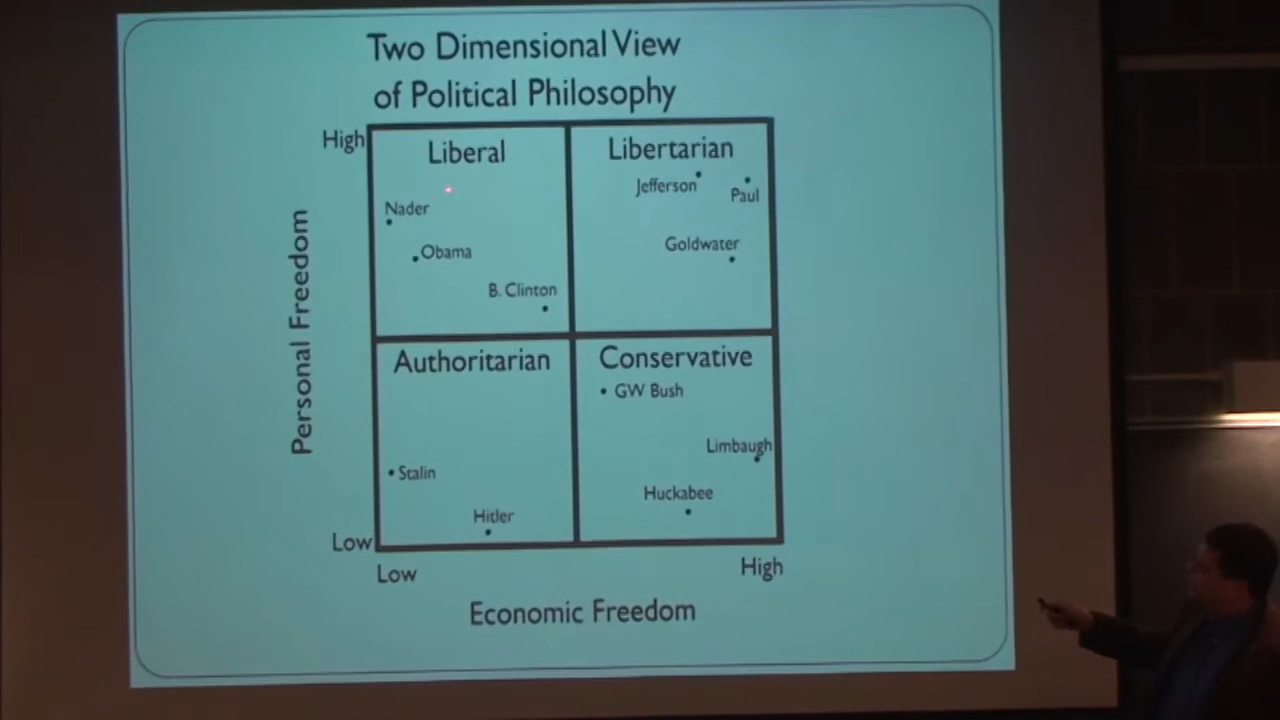 Two Dimensional View
of Political Philosophy
High
Liberal
Libertarian
Jefferson
Paul
Nader
Obama
Goldwater
B. Clinton
Personal Freedom
Authoritarian
Conservative
GW Bush
Limbaugh
Stalin
Huckabee
Hitler
Low
Low
High
Economic Freedom